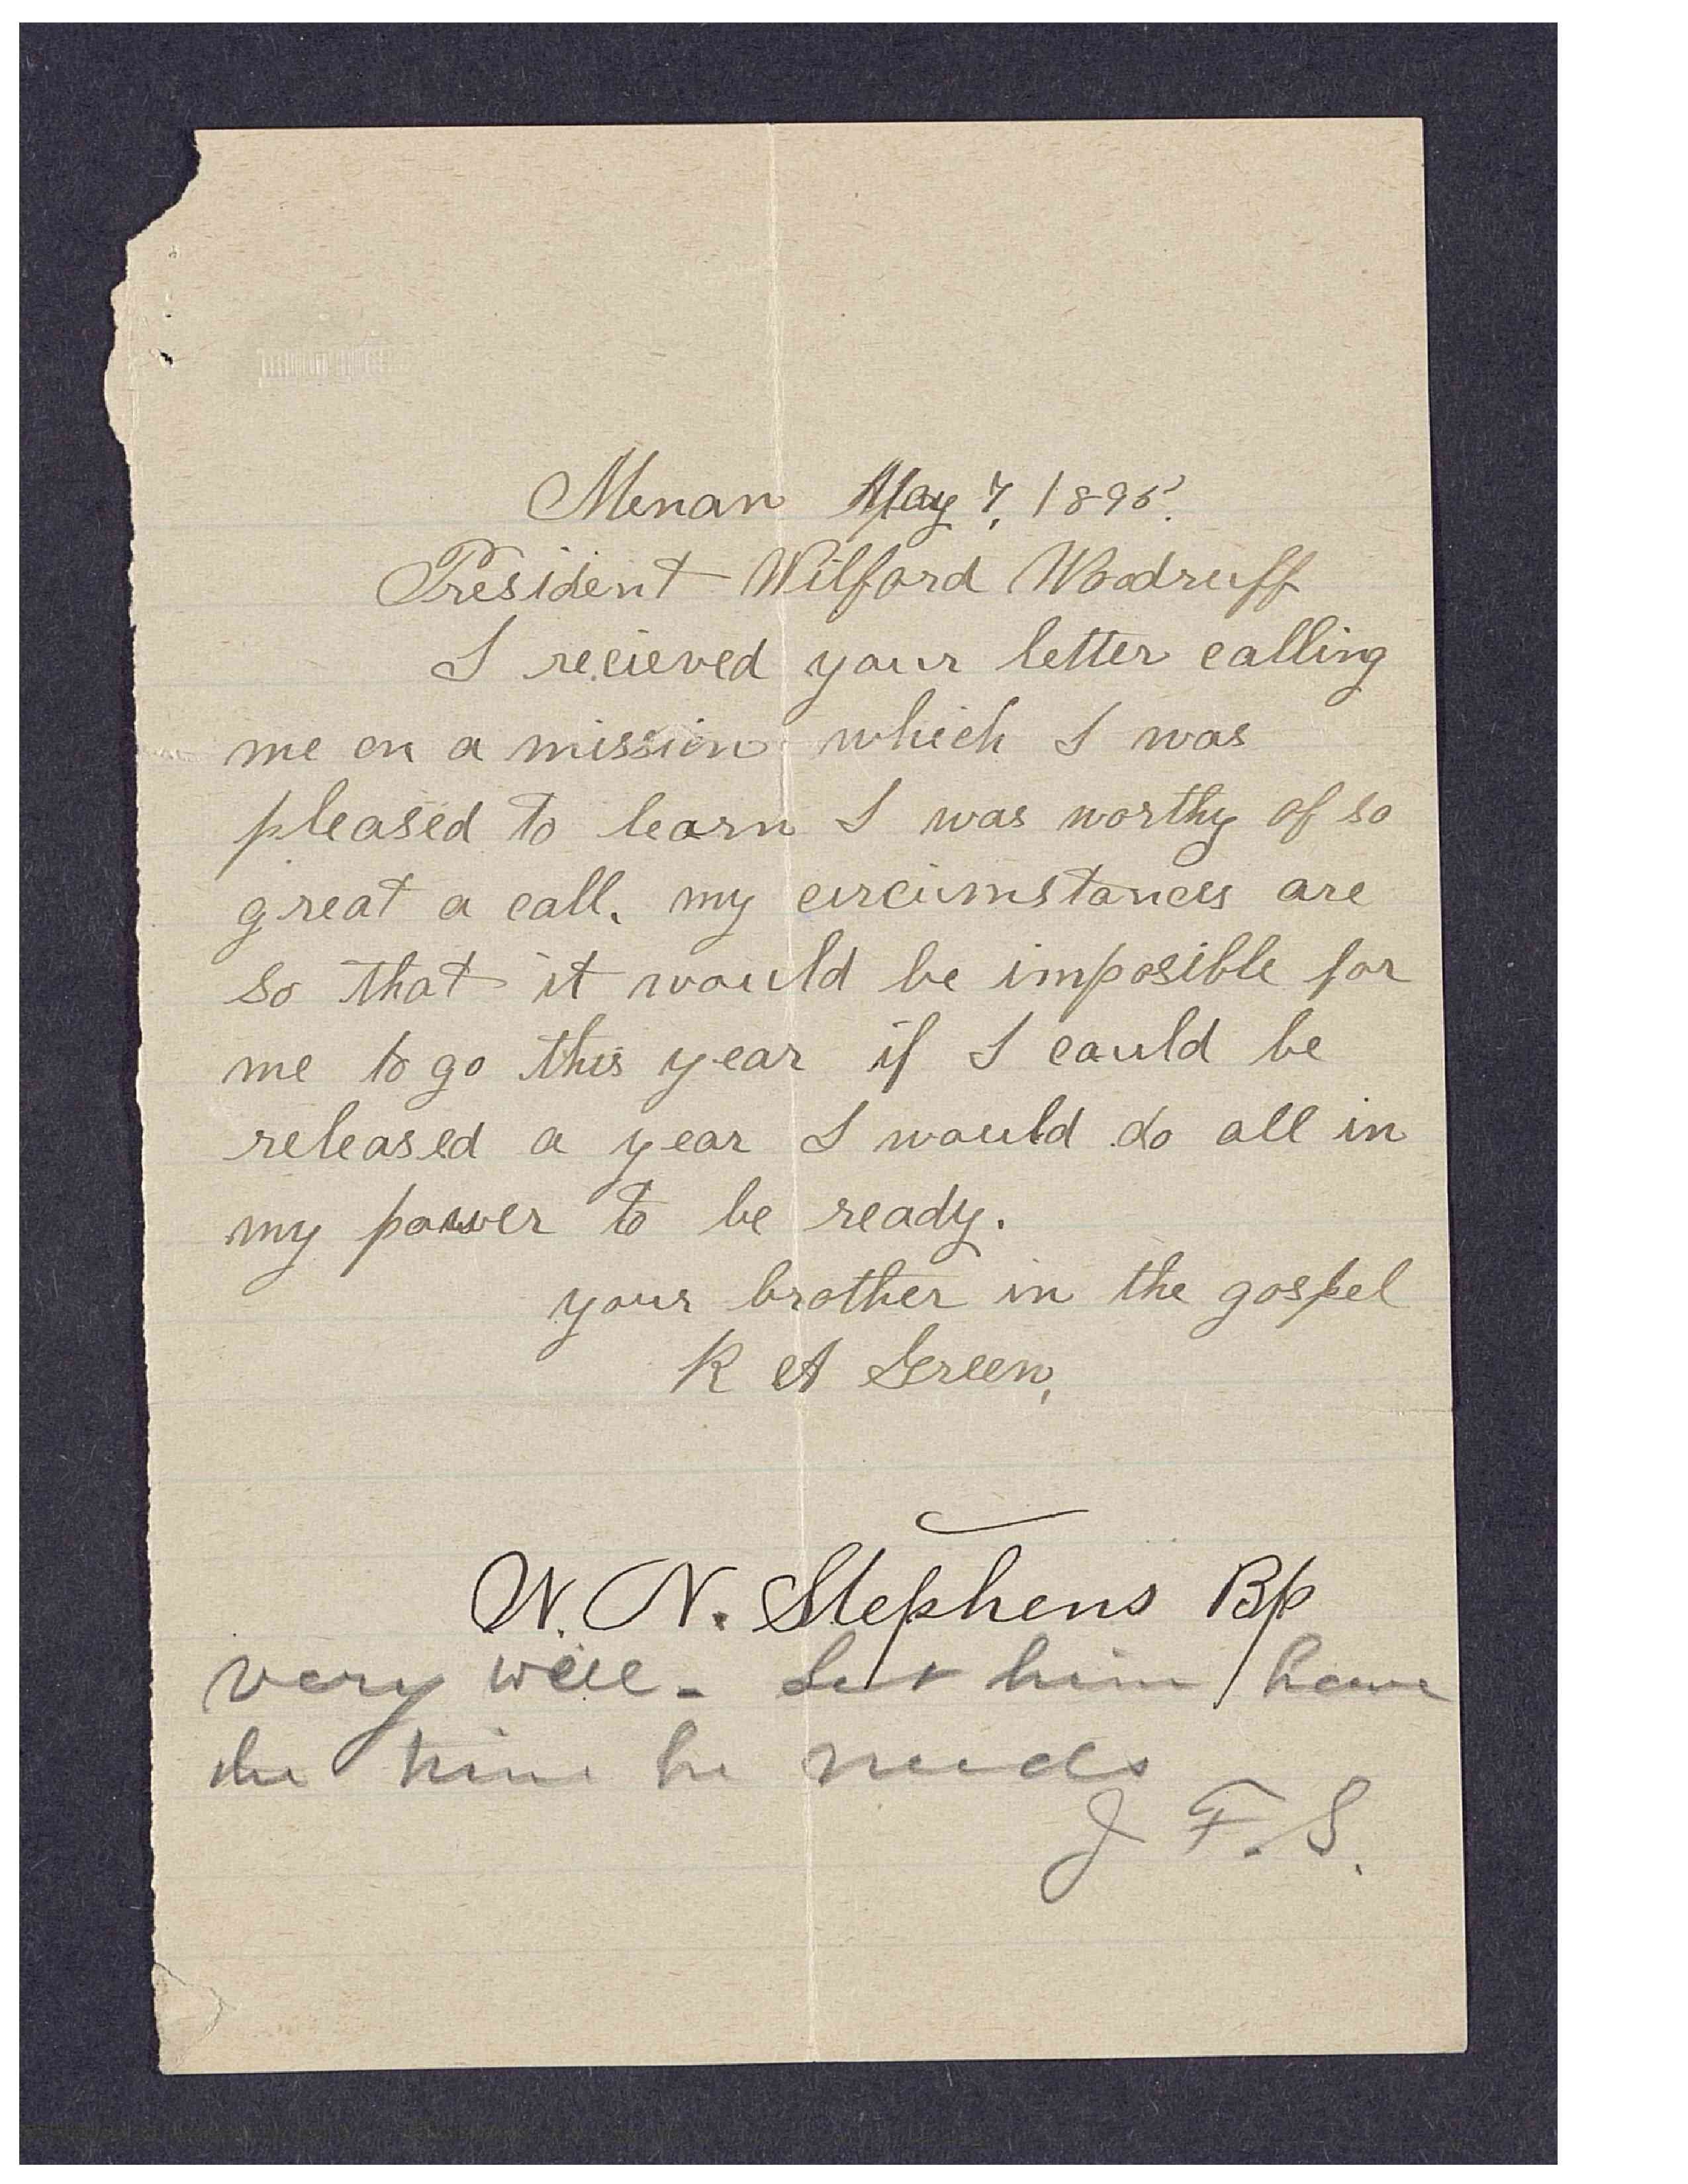 Menan May 7, 1895.
President Wilford Woodruff
I recieved your letter calling
me on a mission which I was
pleased to learn I was worthy of so
great a call. my circumstances are
so that it would be imposible for
me to go this year if I could be
released a year I would do all in
my power to be ready.
your brother in the gospel
R A Green,
W. N. Stephens Bp
very well - Let him have
the time he needs
J F. S.